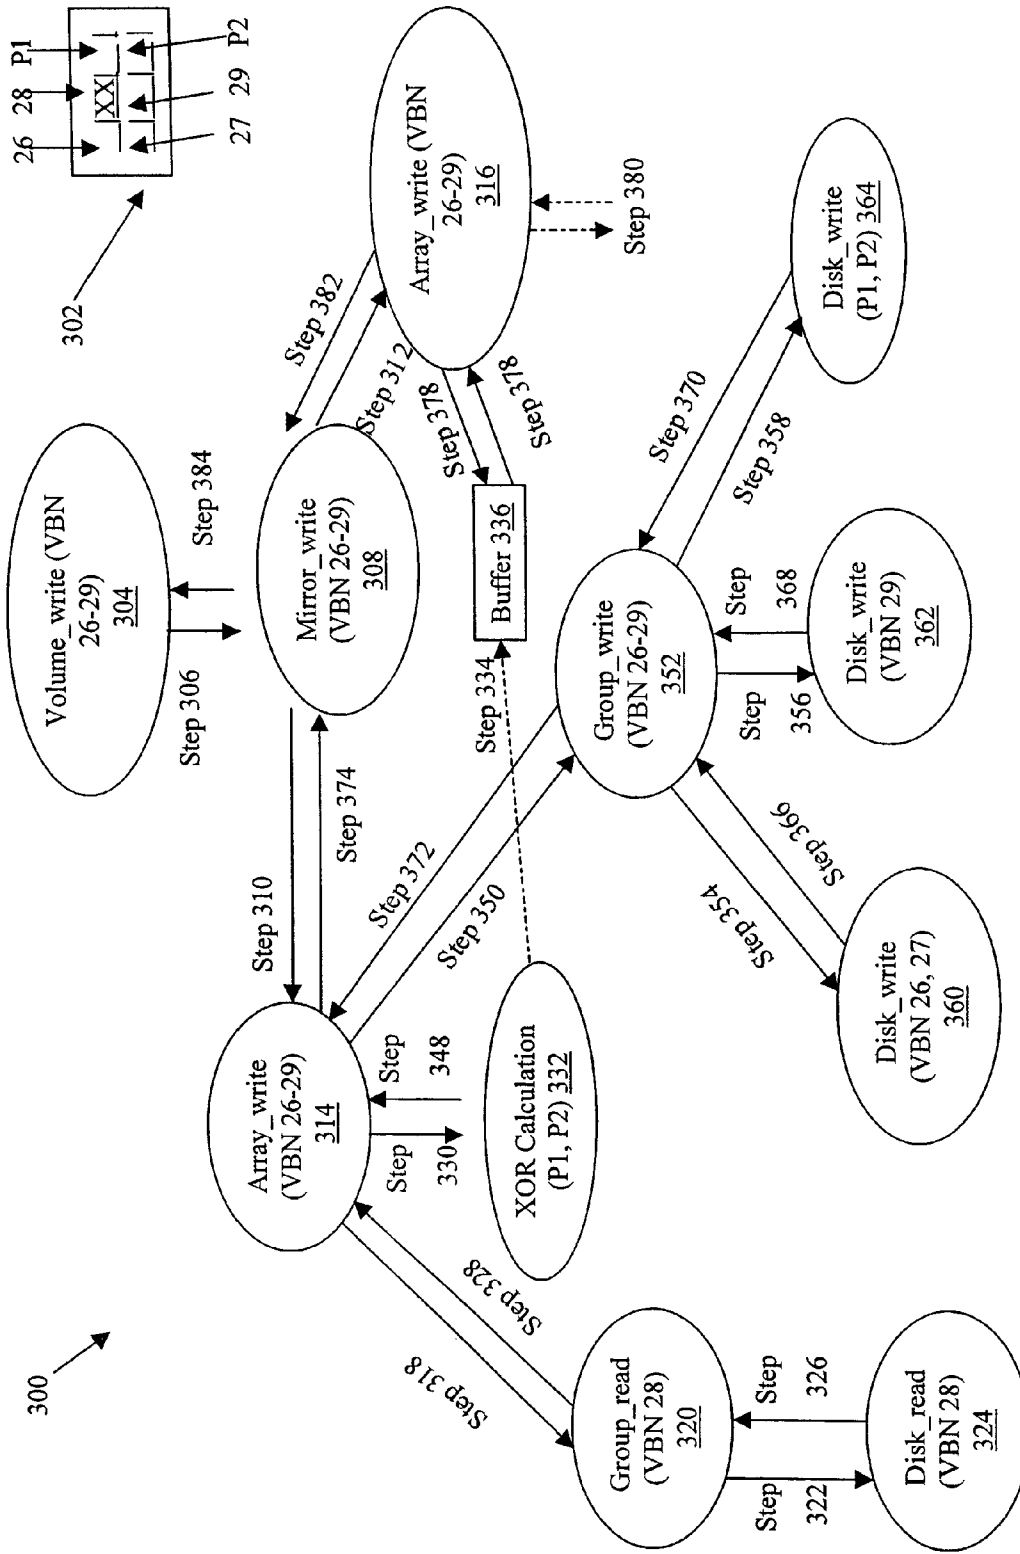 300
302
26
28
P1
XX
27
29
P2
Volume_write (VBN
26-29)
304
Step 306
Step 384
Step 310
Step 374
Mirror_write
(VBN 26-29)
308
Step 382
Step 312
Array_write (VBN
26-29)
316
Step 380
Step 378
Step 378
Buffer 336
Step 334
Array_write
(VBN 26-29)
314
Step
330
Step
348
XOR Calculation
(P1, P2) 332
Step 318
Step 328
Group_read
(VBN 28)
320
Step
322
Step
326
Disk_read
(VBN 28)
324
Step 372
Step 350
Group_write
(VBN 26-29)
352
Step 354
Step 366
Step
356
Step
368
Step 370
Step 358
Disk_write
(VBN 26, 27)
360
Disk_write
(VBN 29)
362
Disk_write
(P1, P2) 364